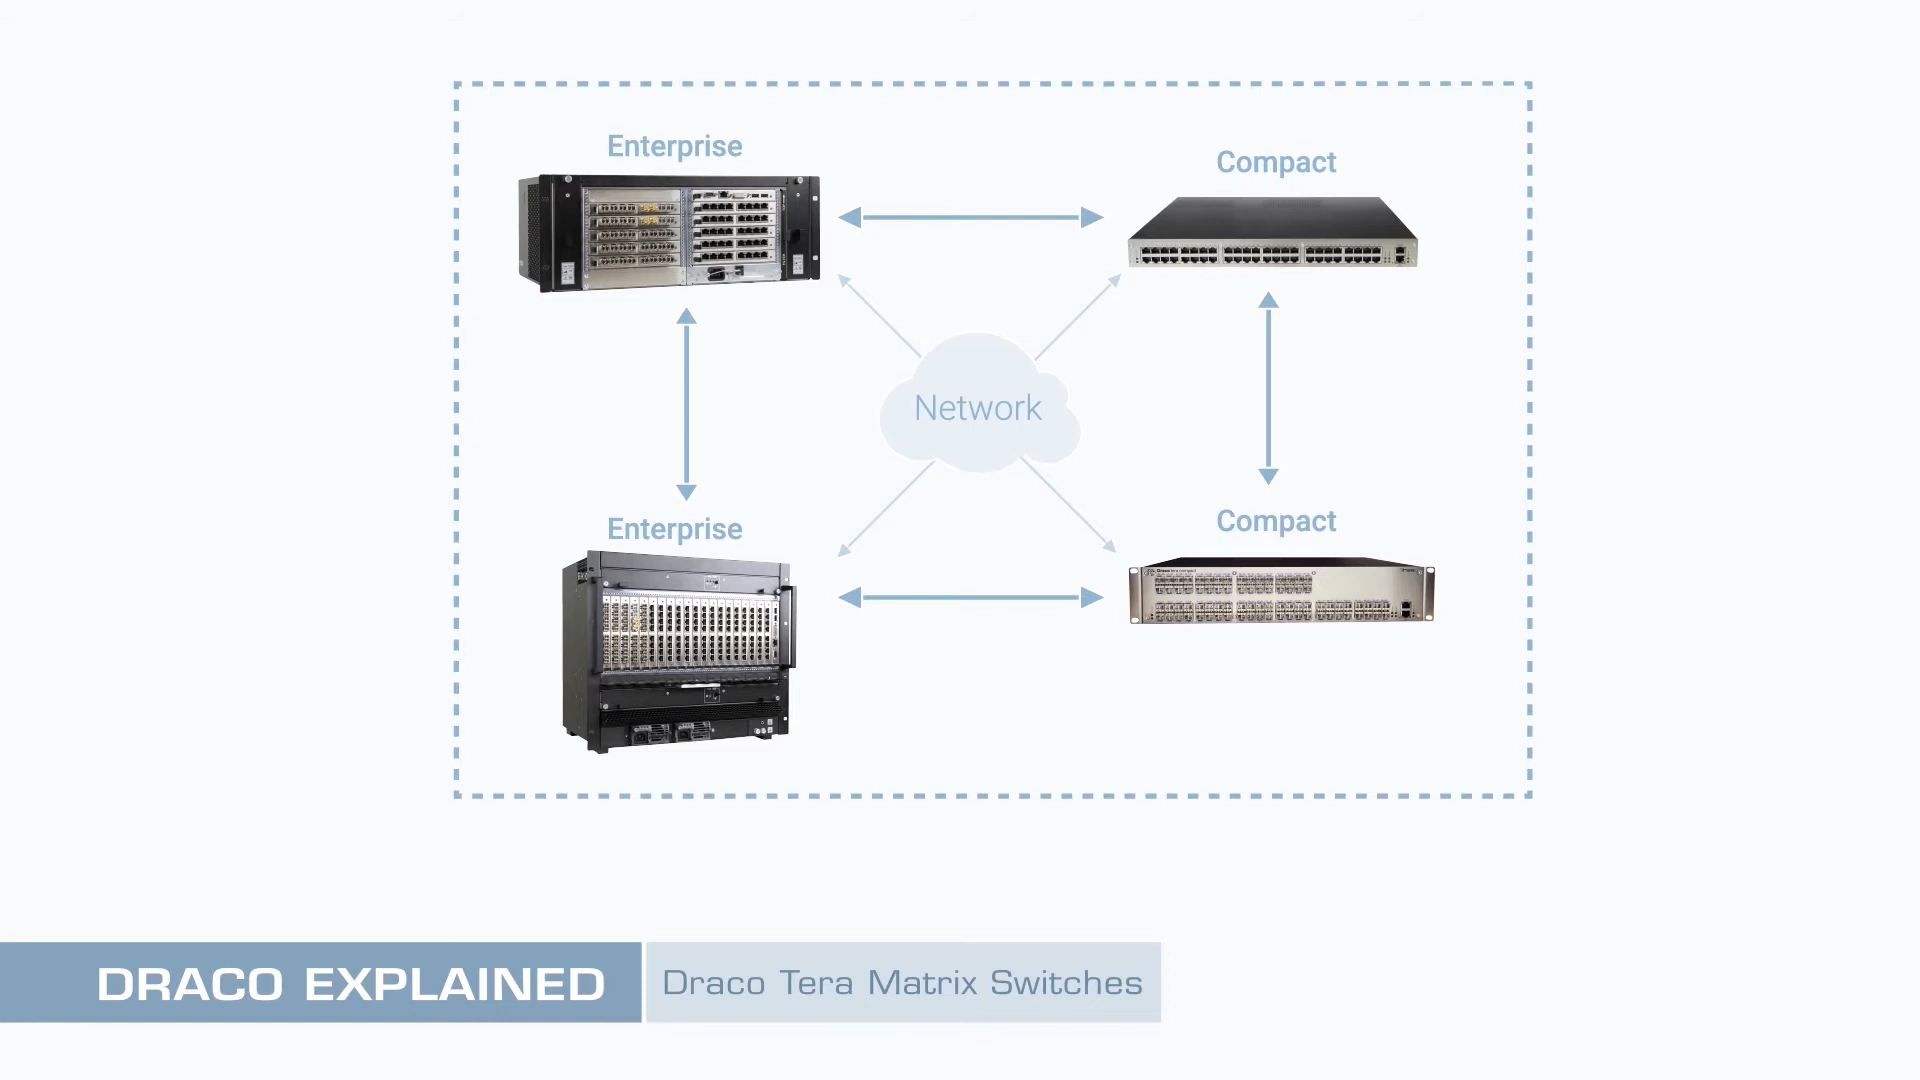 Enterprise
Compact
Network
Enterprise
Compact
DRACO EXPLAINED
Draco Tera Matrix Switches